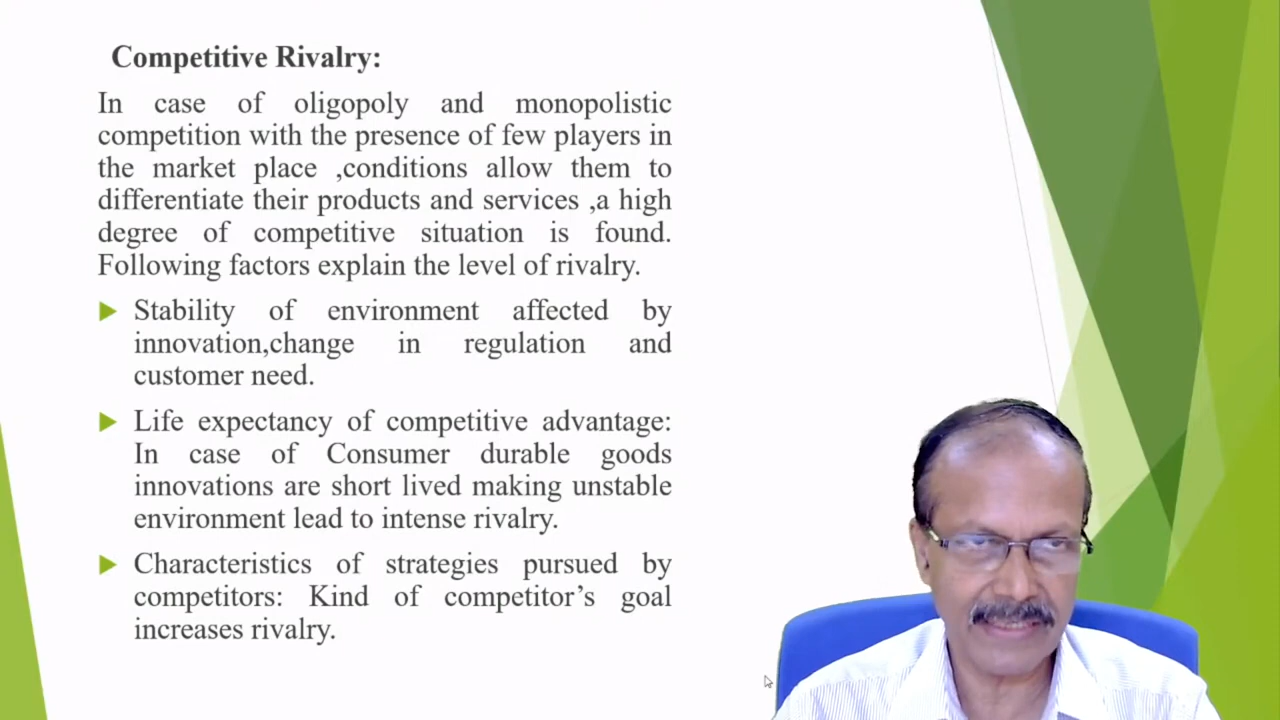 Competitive Rivalry:
In case of oligopoly and monopolistic
competition with the presence of few players in
the market place ,conditions allow them to
differentiate their products and services ,a high
degree of competitive situation is found.
Following factors explain the level of rivalry.
Stability of environment affected by
innovation,change in regulation and
customer need.
Life expectancy of competitive advantage:
In case of Consumer durable goods
innovations are short lived making unstable
environment lead to intense rivalry.
Characteristics of strategies pursued by
competitors: Kind of competitor’s goal
increases rivalry.